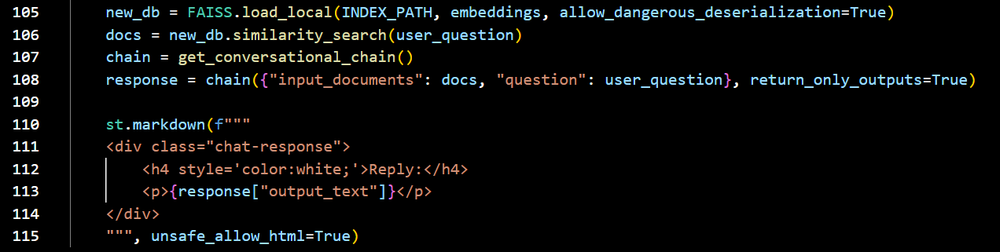 105 new_db = FAISS.load_local(INDEX_PATH, embeddings, allow_dangerous_deserialization=True)
106 docs = new_db.similarity_search(user_question)
107 chain = get_conversational_chain()
108 response = chain({"input_documents": docs, "question": user_question}, return_only_outputs=True)
109
110 st.markdown(f"""
111 <div class="chat-response">
112     <h4 style='color:white;'>Reply:</h4>
113     <p>{response["output_text"]}</p>
114 </div>
115 """, unsafe_allow_html=True)